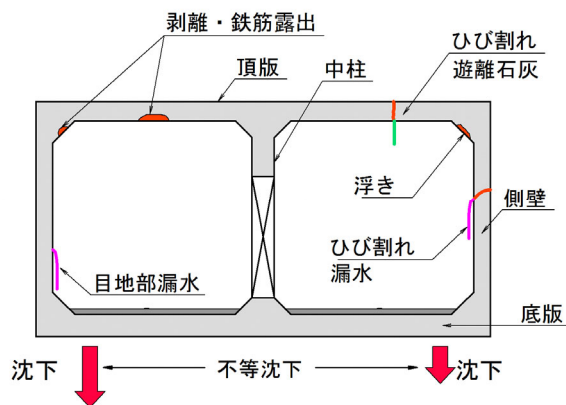 剥離・鉄筋露出
頂版
中柱
ひび割れ
遊離石灰
浮き
側壁
ひび割れ
漏水
目地部漏水
底版
沈下
不等沈下
沈下